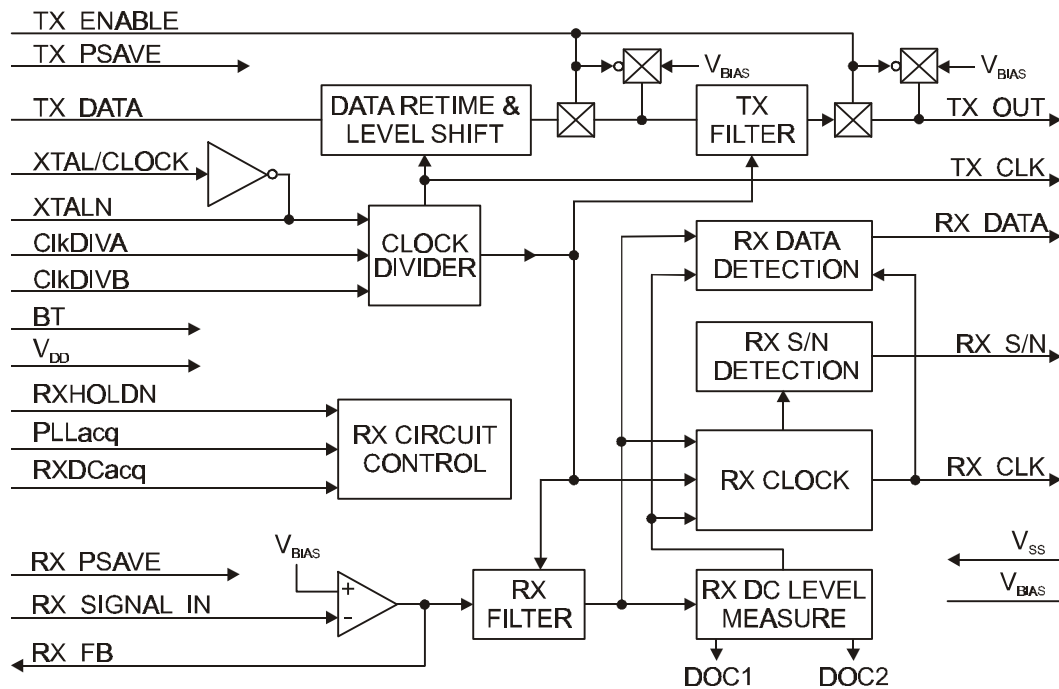 TX ENABLE
TX PSAVE
V_BIAS
V_BIAS
TX DATA
DATA RETIME &
LEVEL SHIFT
TX
FILTER
TX OUT
XTAL/CLOCK
TX CLK
XTALN
ClkDIVA
ClkDIVB
CLOCK
DIVIDER
RX DATA
DETECTION
RX DATA
BT
V_DD
RX S/N
DETECTION
RX S/N
RXHOLDN
PLLacq
RXDCacq
RX CIRCUIT
CONTROL
RX CLOCK
RX CLK
V_BIAS
V_SS
RX PSAVE
RX SIGNAL IN
RX FB
+
-
RX
FILTER
RX DC LEVEL
MEASURE
V_BIAS
DOC1
DOC2